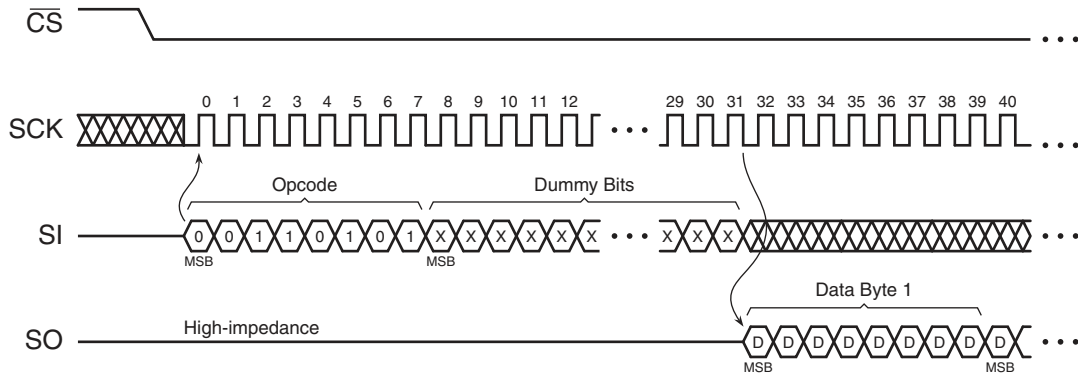 CS
0 1 2 3 4 5 6 7 8 9 10 11 12 29 30 31 32 33 34 35 36 37 38 39 40
SCK
Opcode Dummy Bits
SI 0 0 1 1 0 1 0 1 X X X X X X X X X
MSB MSB
Data Byte 1
High-impedance
SO D D D D D D D D D
MSB MSB